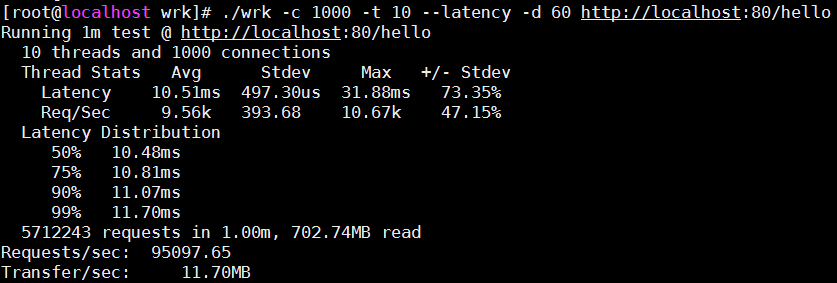 [root@localhost wrk]# ./wrk -c 1000 -t 10 --latency -d 60 http://localhost:80/hello
Running 1m test @ http://localhost:80/hello
  10 threads and 1000 connections
  Thread Stats   Avg      Stdev     Max   +/- Stdev
    Latency    10.51ms  497.30us  31.88ms   73.35%
    Req/Sec     9.56k   393.68    10.67k    47.15%
  Latency Distribution
     50%   10.48ms
     75%   10.81ms
     90%   11.07ms
     99%   11.70ms
  5712243 requests in 1.00m, 702.74MB read
Requests/sec:  95097.65
Transfer/sec:     11.70MB